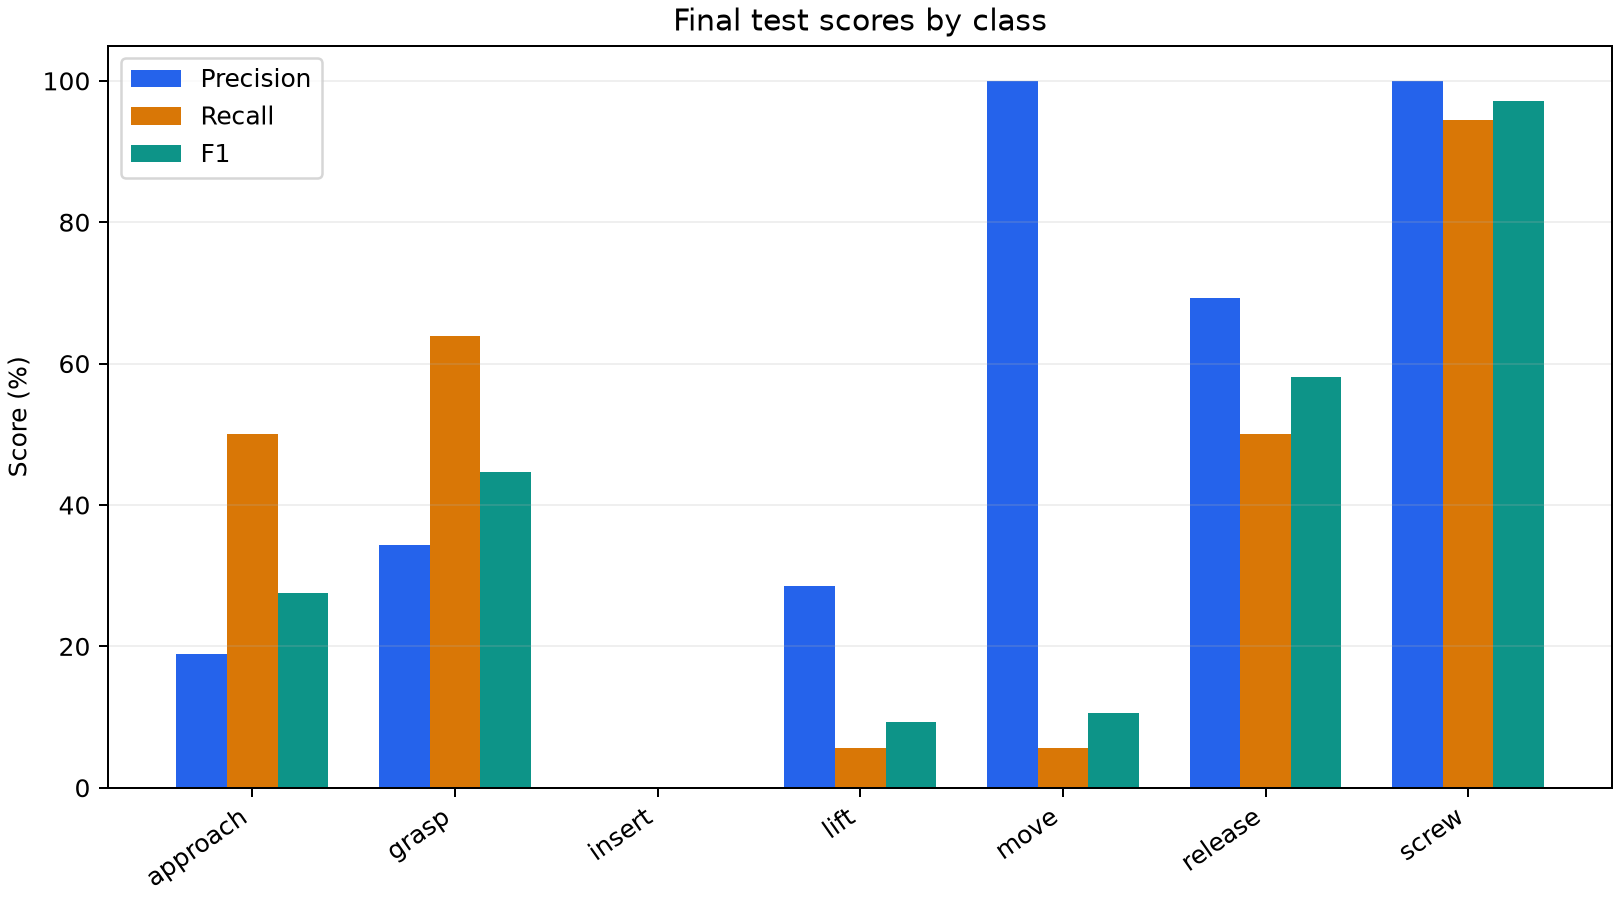 Final test scores by class
Precision
Recall
F1
Score (%)
100
80
60
40
20
0
approach
grasp
insert
lift
move
release
screw